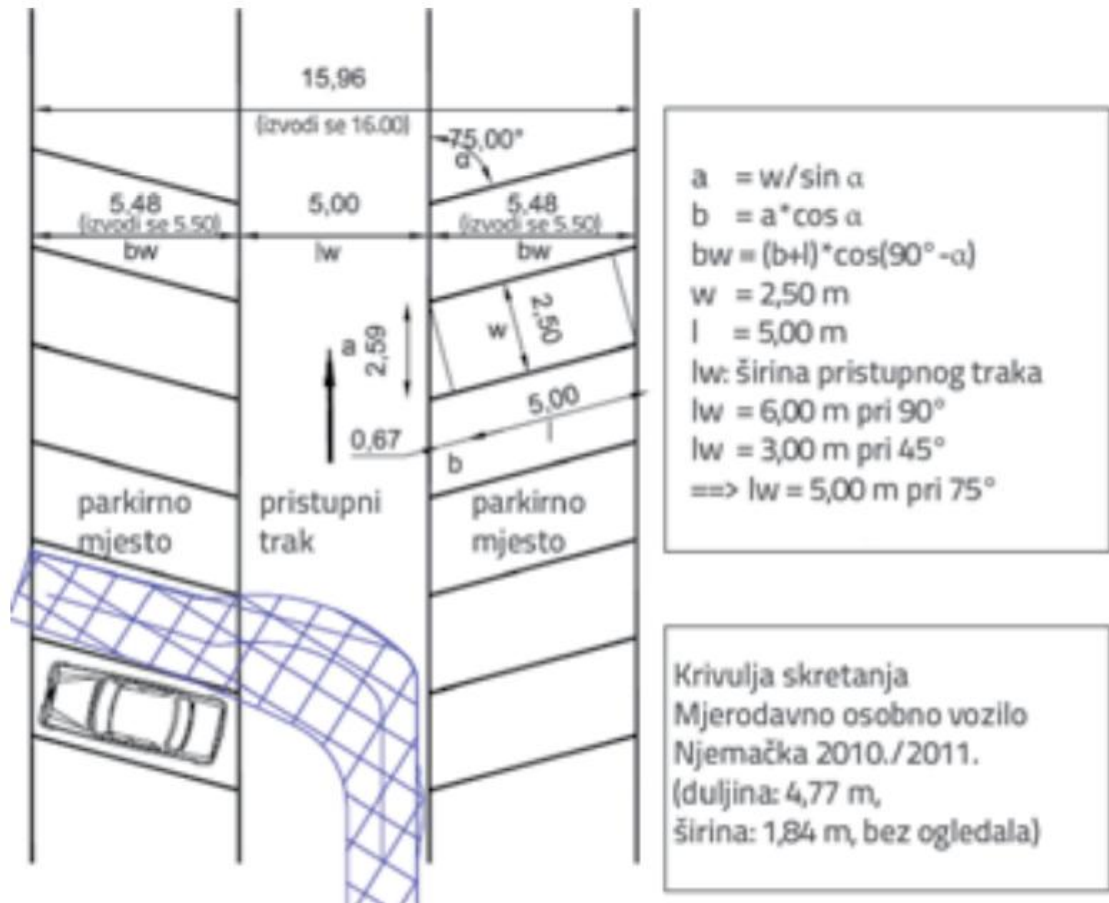 15,96
(izvodi se 16.00)
75,00°
α
5,48
(izvodi se 5.50)
bw
5,00
lw
5,48
(izvodi se 5.50)
bw
a
2,59
w
2,50
5,00
l
0,67
b
parkirno
mjesto
pristupni
trak
parkirno
mjesto
a = w/sin α
b = a*cos α
bw = (b+l)*cos(90°-α)
w = 2,50 m
l = 5,00 m
lw: širina pristupnog traka
lw = 6,00 m pri 90°
lw = 3,00 m pri 45°
==> lw = 5,00 m pri 75°
Krivulja skretanja
Mjerodavno osobno vozilo
Njemačka 2010./2011.
(duljina: 4,77 m,
širina: 1,84 m, bez ogledala)